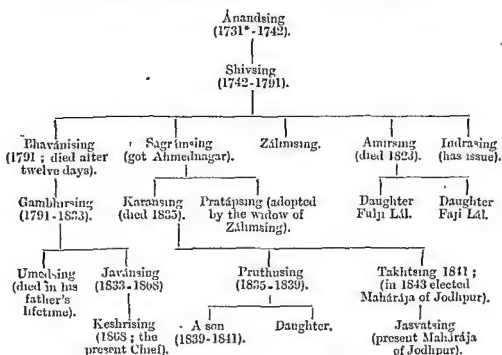 Ánandsing
(1731*-1742).
Shivsing
(1742-1791).
Bhavánising Sagrámsing Zálimsing. Amirsing Indrasing
(1791 ; died after (got Ahmednagar). (died 1823). (has issue).
twelve days).
Gambhirsing Karansing Pratápsing (adopted Daughter Daughter
(1791-1833). (died 1835). by the widow of Fulji Lál. Faji Lál.
Zálimsing).
Umedsing Javánsing Pruthusing Takhtsing 1841 ;
(died in his (1833-1868) (1835-1839). (in 1843 elected
father's Mahárája of Jodhpur).
lifetime).
Keshrising A son Daughter. Jasvatsing
(1868 ; the (1839-1841). (present Mahárája
present Chief). of Jodhpur).